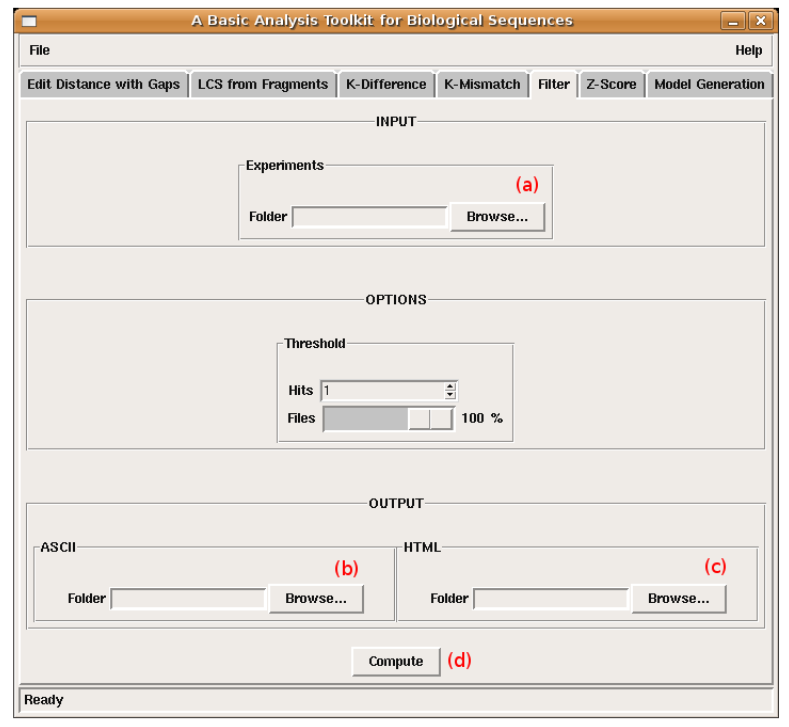 A Basic Analysis Toolkit for Biological Sequences
File Help
Edit Distance with Gaps LCS from Fragments K-Difference K-Mismatch Filter Z-Score Model Generation
INPUT
Experiments
(a)
Folder Browse...
OPTIONS
Threshold
Hits 1
Files 100 %
OUTPUT
ASCII HTML
(b) (c)
Folder Browse... Folder Browse...
Compute (d)
Ready